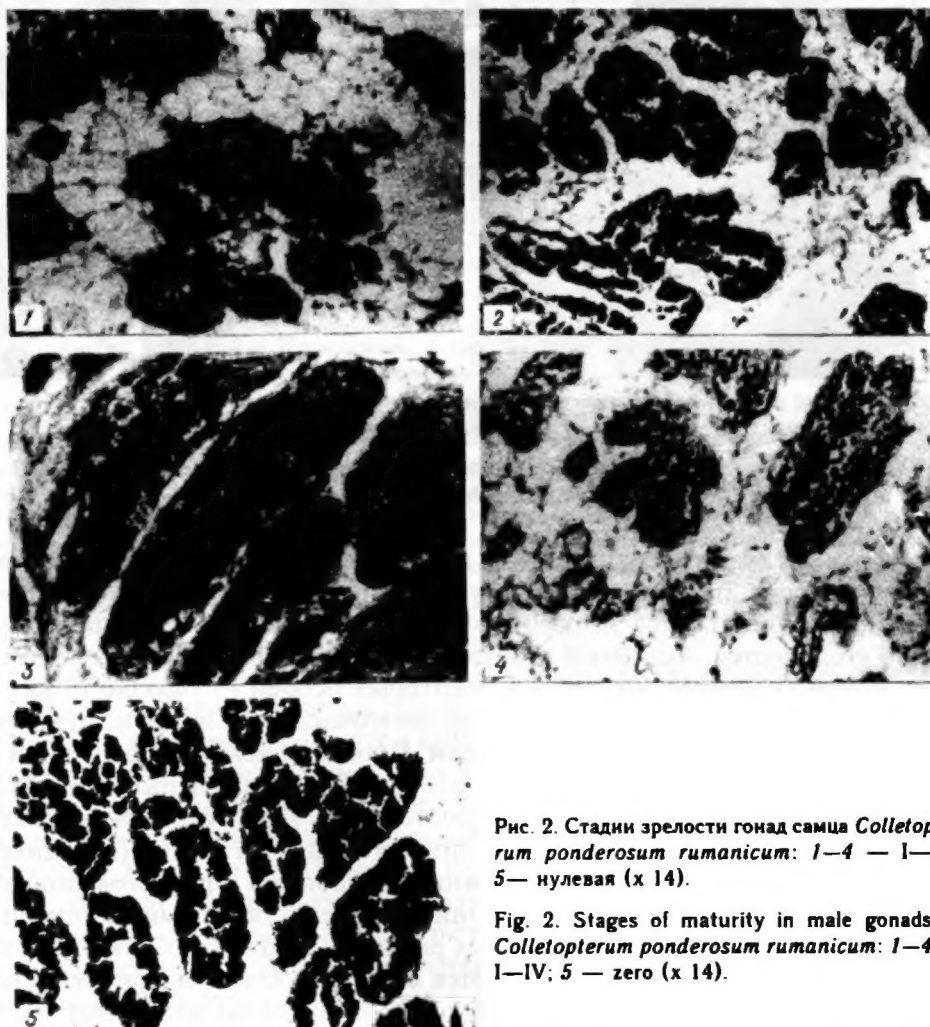 1
2
3
4
5
Рис. 2. Стадии зрелости гонад самца Colletop
rum ponderosum rumanicum: 1—4 — I—
5— нулевая (x 14).
Fig. 2. Stages of maturity in male gonads
Colletopterum ponderosum rumanicum: 1—4
I—IV; 5 — zero (x 14).